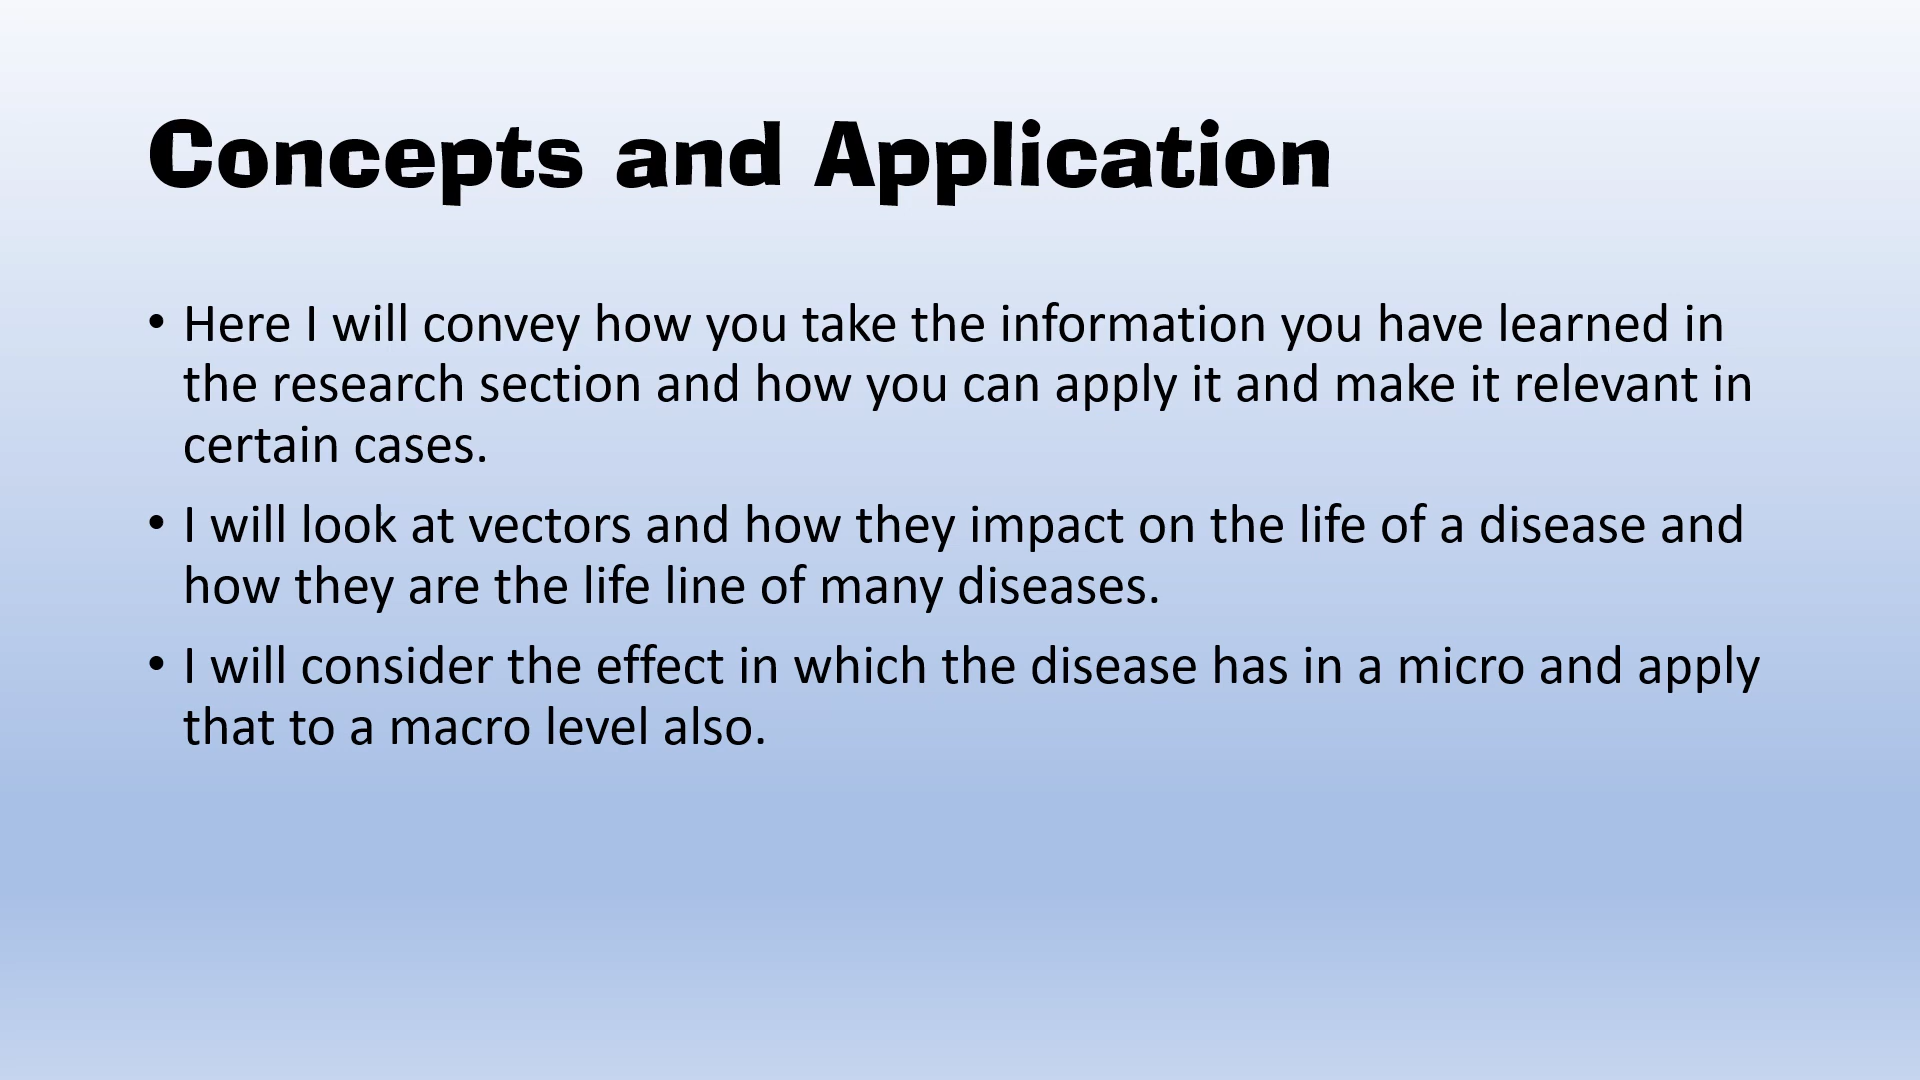 Concepts and Application
• Here I will convey how you take the information you have learned in
the research section and how you can apply it and make it relevant in
certain cases.
• I will look at vectors and how they impact on the life of a disease and
how they are the life line of many diseases.
• I will consider the effect in which the disease has in a micro and apply
that to a macro level also.